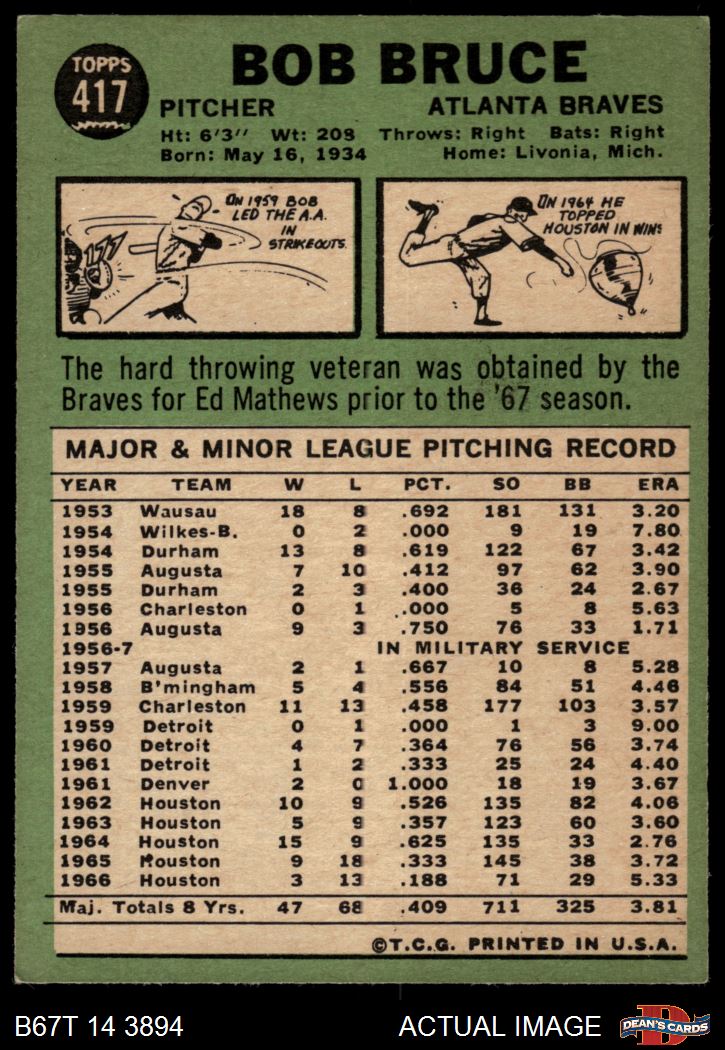 TOPPS
417
BOB BRUCE
PITCHER ATLANTA BRAVES
Ht: 6'3'' Wt: 208 Throws: Right Bats: Right
Born: May 16, 1934 Home: Livonia, Mich.
ON 1959 BOB
LED THE A.A.
IN
STRIKEOUTS.
IN 1964 HE
TOPPED
HOUSTON IN WINS
The hard throwing veteran was obtained by the
Braves for Ed Mathews prior to the '67 season.
MAJOR & MINOR LEAGUE PITCHING RECORD
YEAR TEAM W L PCT. SO BB ERA
1953 Wausau 18 8 .692 181 131 3.20
1954 Wilkes-B. 0 2 .000 9 19 7.80
1954 Durham 13 8 .619 122 67 3.42
1955 Augusta 7 10 .412 97 62 3.90
1955 Durham 2 3 .400 36 24 2.67
1956 Charleston 0 1 .000 5 8 5.63
1956 Augusta 9 3 .750 76 33 1.71
1956-7 IN MILITARY SERVICE
1957 Augusta 2 1 .667 10 8 5.28
1958 B'mingham 5 4 .556 84 51 4.46
1959 Charleston 11 13 .458 177 103 3.57
1959 Detroit 0 1 .000 1 3 9.00
1960 Detroit 4 7 .364 76 56 3.74
1961 Detroit 1 2 .333 25 24 4.40
1961 Denver 2 0 1.000 18 19 3.67
1962 Houston 10 9 .526 135 82 4.06
1963 Houston 5 9 .357 123 60 3.60
1964 Houston 15 9 .625 135 33 2.76
1965 Houston 9 18 .333 145 38 3.72
1966 Houston 3 13 .188 71 29 5.33
Maj. Totals 8 Yrs. 47 68 .409 711 325 3.81
©T.C.G. PRINTED IN U.S.A.
B67T 14 3894 ACTUAL IMAGE
D
DEAN'S CARDS